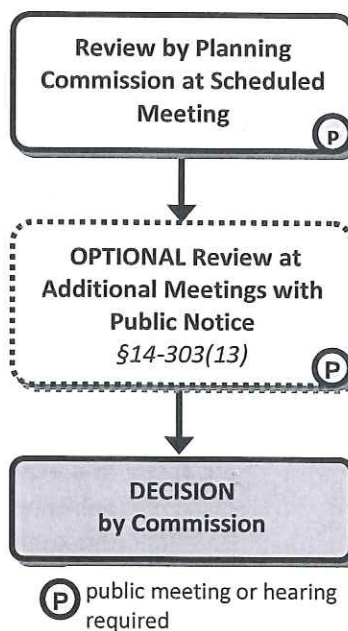 Review by Planning
Commission at Scheduled
Meeting
P
OPTIONAL Review at
Additional Meetings with
Public Notice
§14-303(13)
P
DECISION
by Commission
P public meeting or hearing
required